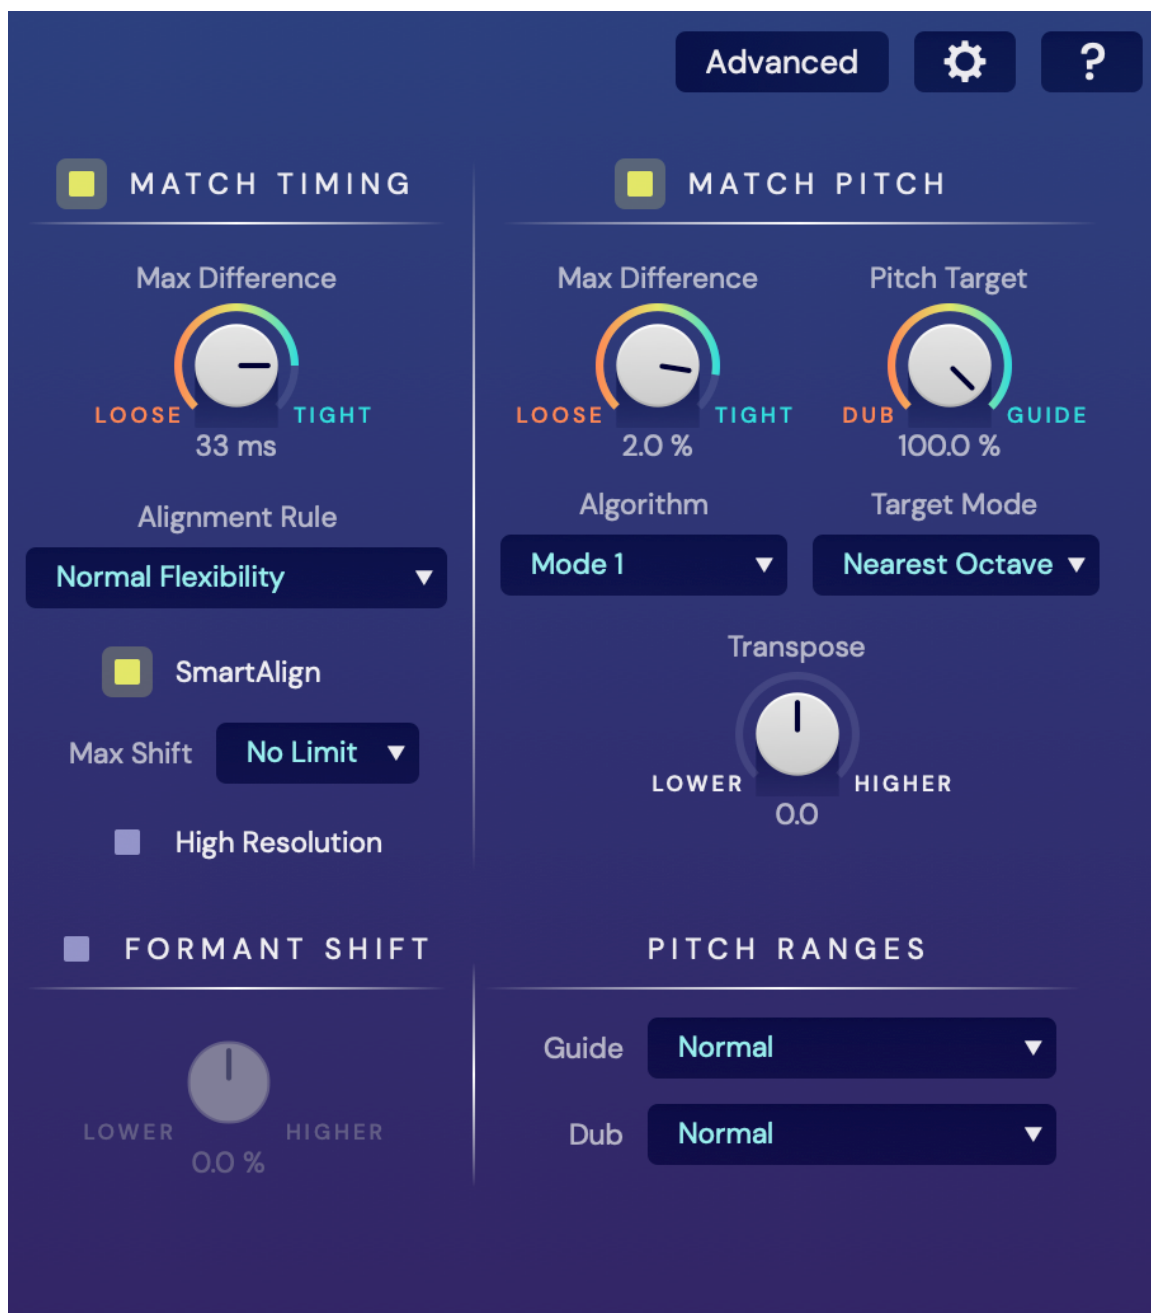 Advanced
?
MATCH TIMING
Max Difference
LOOSE
TIGHT
33 ms
Alignment Rule
Normal Flexibility
SmartAlign
Max Shift
No Limit
High Resolution
MATCH PITCH
Max Difference
LOOSE
TIGHT
2.0 %
Pitch Target
DUB
GUIDE
100.0 %
Algorithm
Mode 1
Target Mode
Nearest Octave
Transpose
LOWER
HIGHER
0.0
FORMANT SHIFT
LOWER
HIGHER
0.0 %
PITCH RANGES
Guide
Normal
Dub
Normal